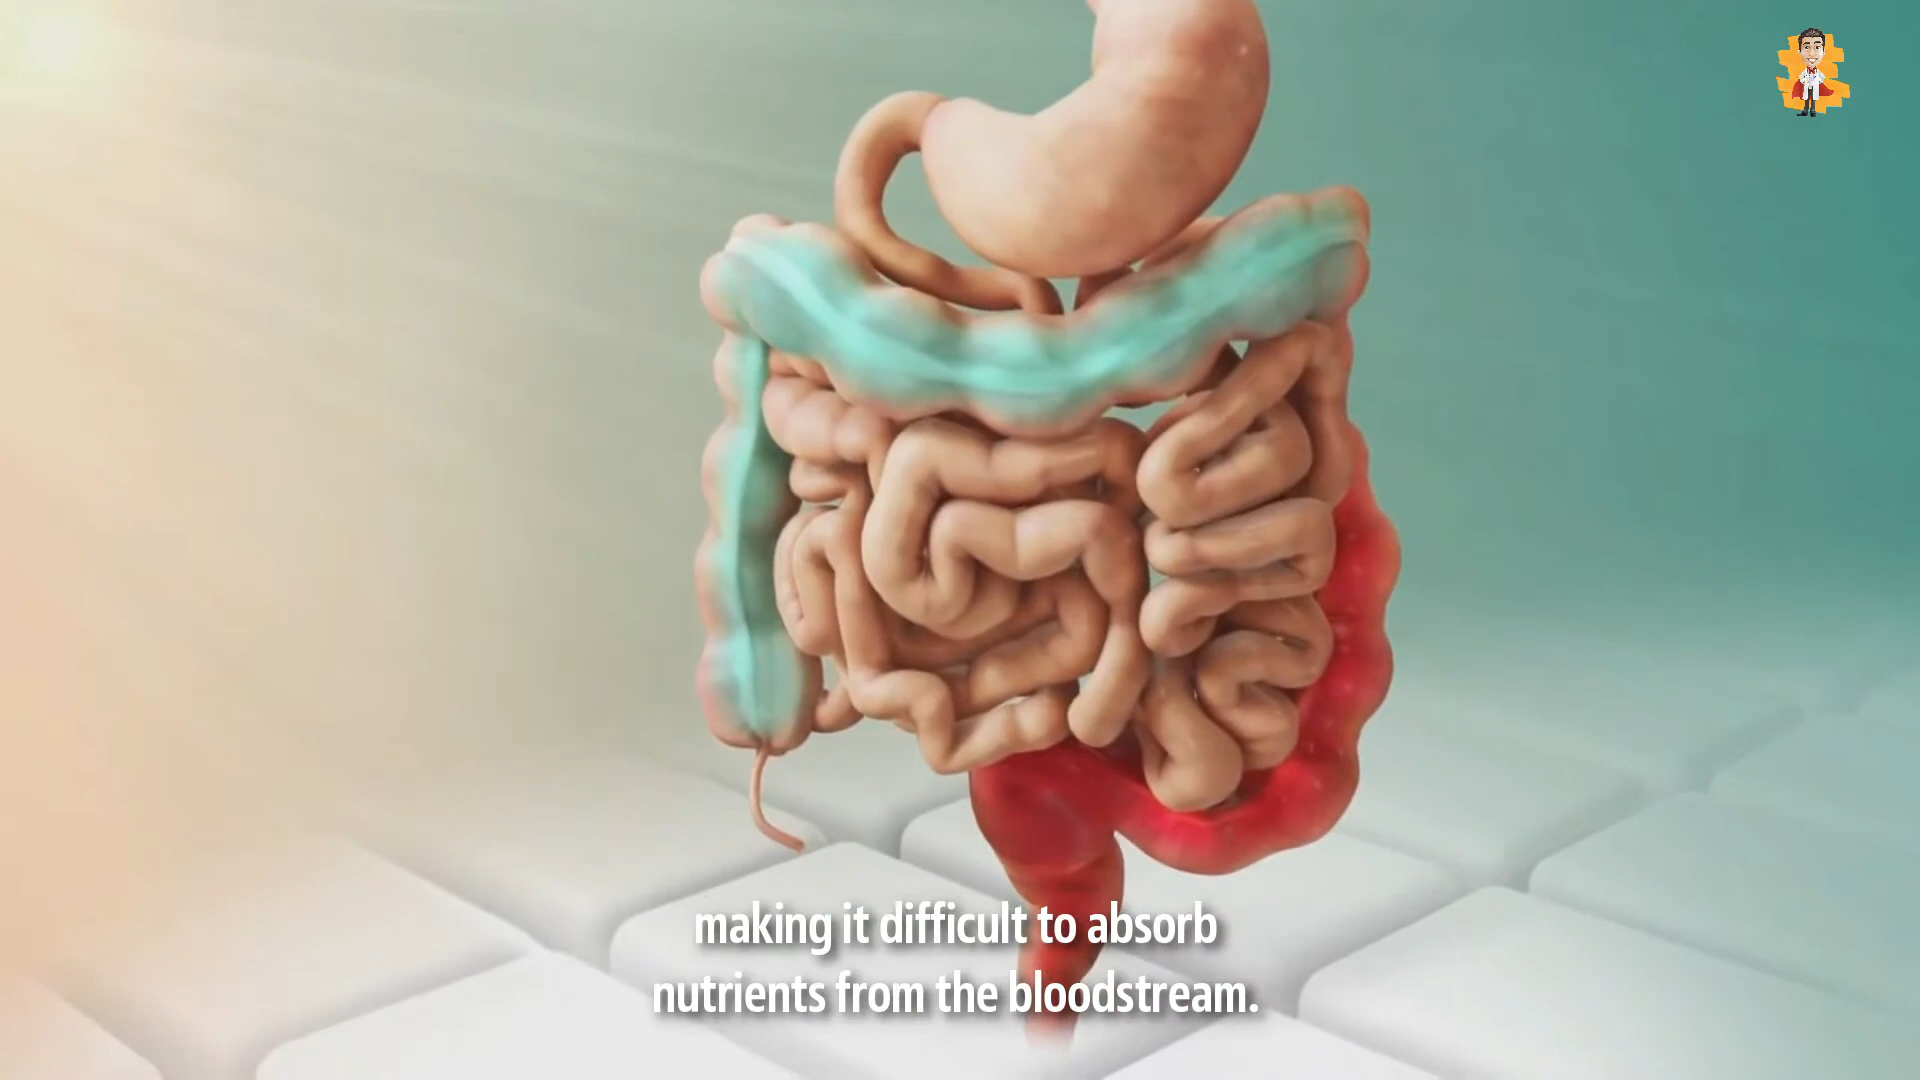 making it difficult to absorb
nutrients from the bloodstream.